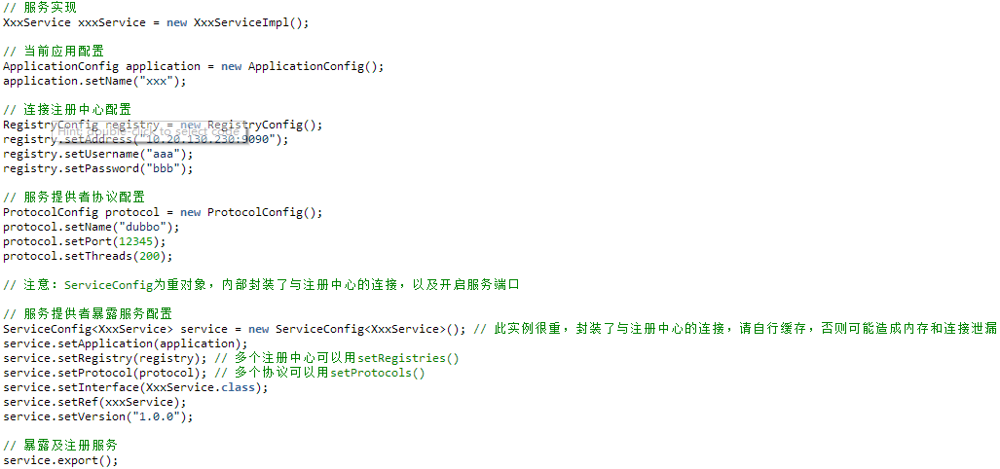 // 服务实现
XxxService xxxService = new XxxServiceImpl();
// 当前应用配置
ApplicationConfig application = new ApplicationConfig();
application.setName("xxx");
// 连接注册中心配置
RegistryConfig registry = new RegistryConfig();
Hint: double-click to select code
registry.setAddress("10.20.130.230:9090");
registry.setUsername("aaa");
registry.setPassword("bbb");
// 服务提供者协议配置
ProtocolConfig protocol = new ProtocolConfig();
protocol.setName("dubbo");
protocol.setPort(12345);
protocol.setThreads(200);
// 注意：ServiceConfig为重对象，内部封装了与注册中心的连接，以及开启服务端口
// 服务提供者暴露服务配置
ServiceConfig<XxxService> service = new ServiceConfig<XxxService>(); // 此实例很重，封装了与注册中心的连接，请自行缓存，否则可能造成内存和连接泄漏
service.setApplication(application);
service.setRegistry(registry); // 多个注册中心可以用setRegistries()
service.setProtocol(protocol); // 多个协议可以用setProtocols()
service.setInterface(XxxService.class);
service.setRef(xxxService);
service.setVersion("1.0.0");
// 暴露及注册服务
service.export();